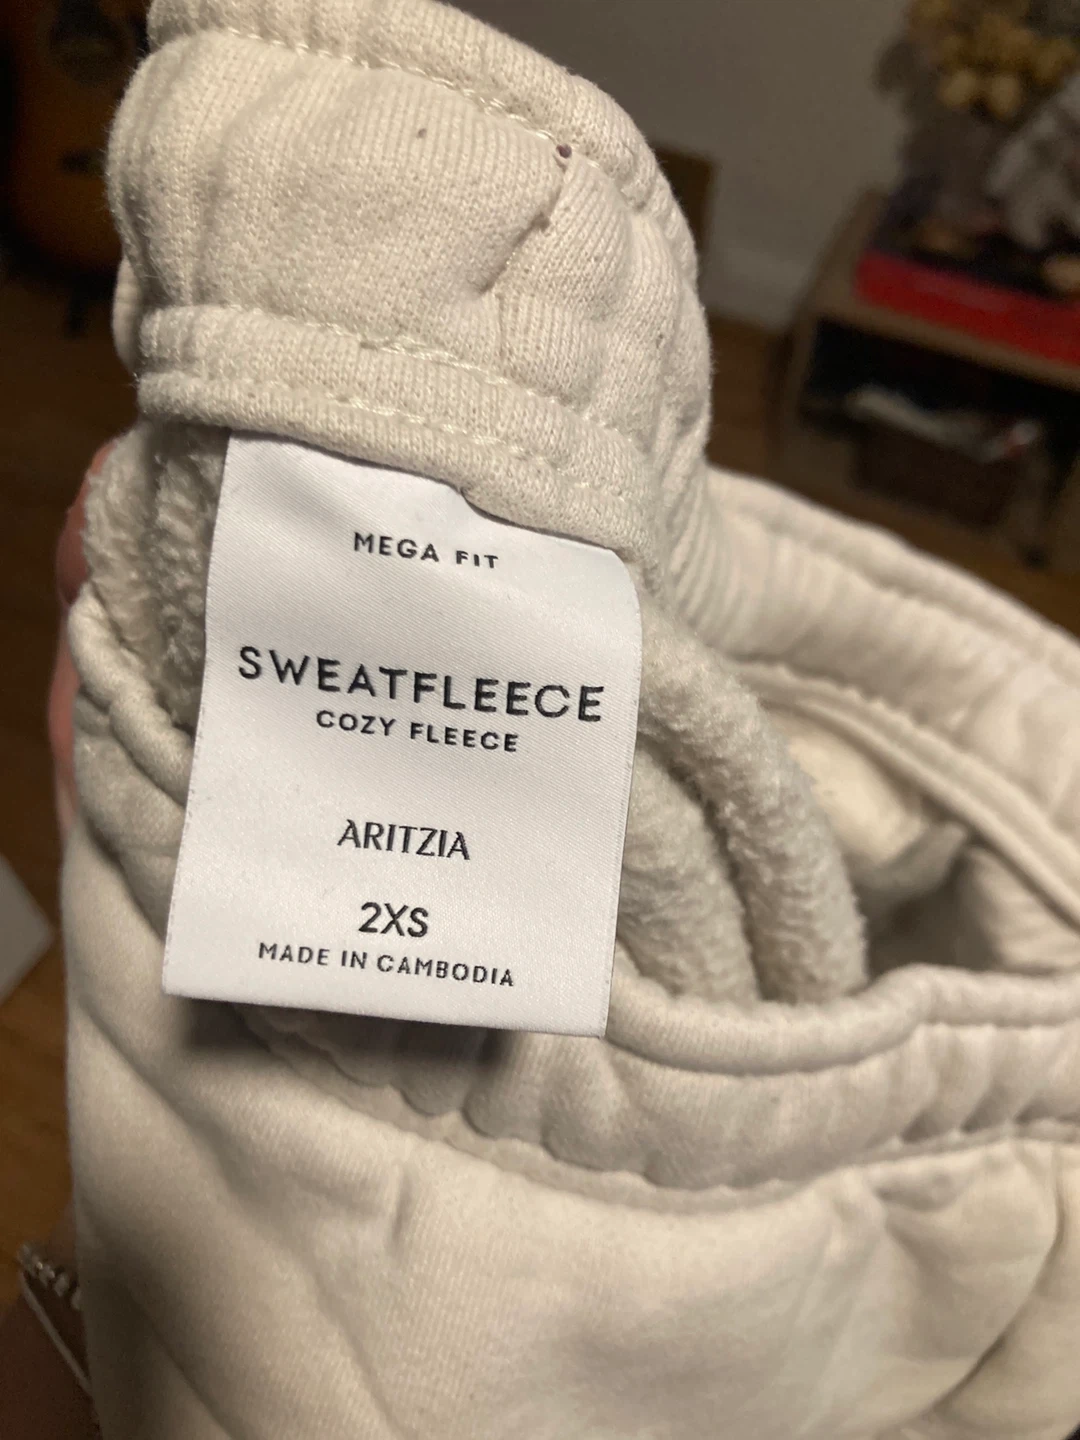 MEGA FIT
SWEATFLEECE
COZY FLEECE
ARITZIA
2XS
MADE IN CAMBODIA